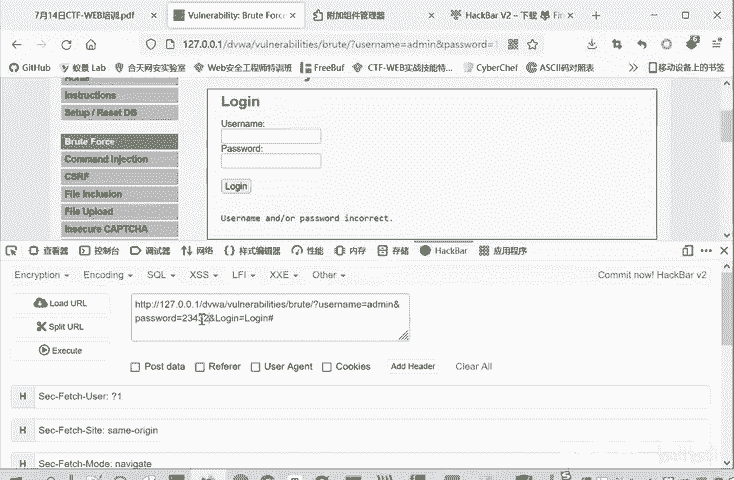 7月14日CTF-WEB培训.pdf
Vulnerability: Brute Force
附加组件管理器
HackBar V2 – 下载
127.0.0.1/dvwa/vulnerabilities/brute/?username=admin&password=
GitHub
蚁景 Lab
合天网安实验室
Web安全工程师特训班
FreeBuf
CTF-WEB实战技能特...
CyberChef
ASCII码对照表
移动设备上的书签
Instructions
Setup / Reset DB
Brute Force
Command Injection
CSRF
File Inclusion
File Upload
Insecure CAPTCHA
Login
Username:
Password:
Login
Username and/or password incorrect.
查看器
控制台
调试器
网络
样式编辑器
性能
内存
存储
HackBar
应用程序
Encryption
Encoding
SQL
XSS
LFI
XXE
Other
Commit now! HackBar v2
Load URL
Split URL
Execute
http://127.0.0.1/dvwa/vulnerabilities/brute/?username=admin&
password=23432&Login=Login#
Post data
Referer
User Agent
Cookies
Add Header
Clear All
H Sec-Fetch-User: ?1
H Sec-Fetch-Site: same-origin
H Sec-Fetch-Mode: navigate